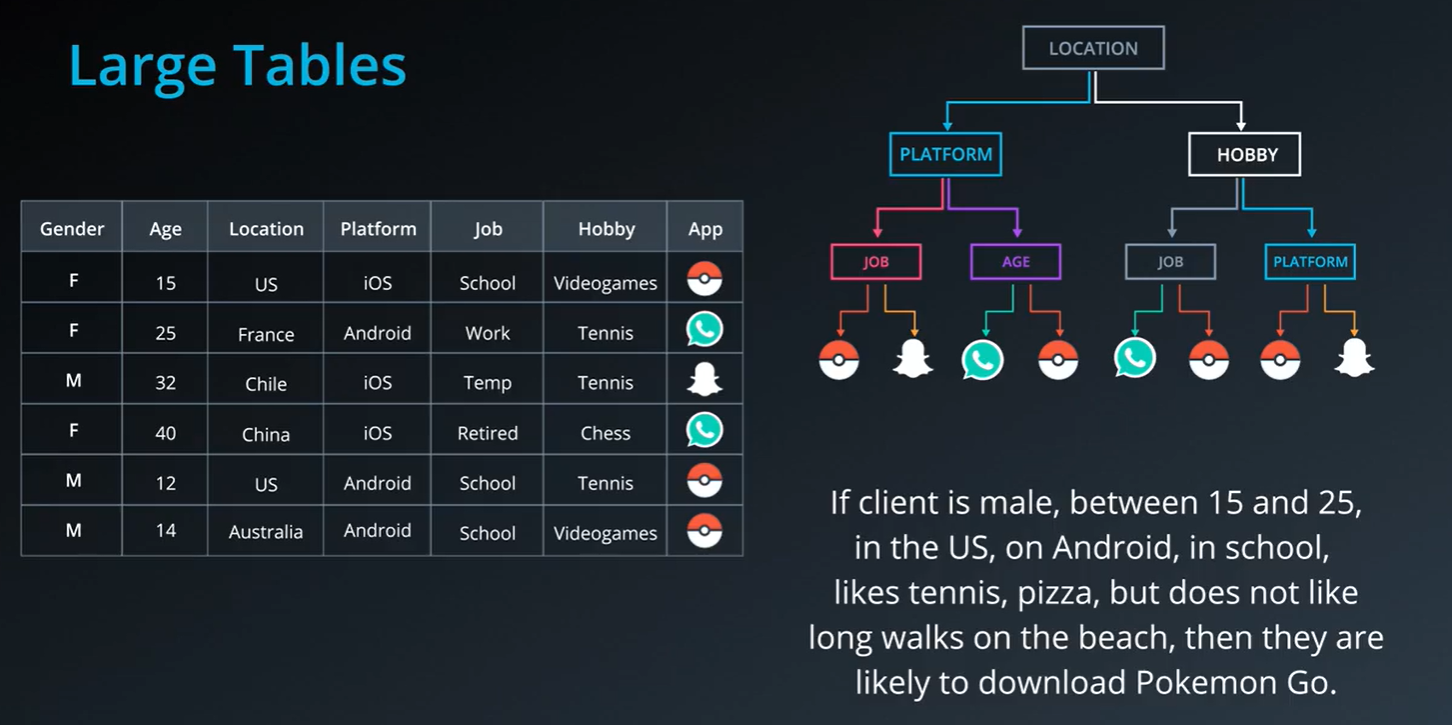 Large Tables
LOCATION
PLATFORM HOBBY
JOB AGE JOB PLATFORM
Gender Age Location Platform Job Hobby App
F 15 US iOS School Videogames
F 25 France Android Work Tennis
M 32 Chile iOS Temp Tennis
F 40 China iOS Retired Chess
M 12 US Android School Tennis
M 14 Australia Android School Videogames
If client is male, between 15 and 25,
in the US, on Android, in school,
likes tennis, pizza, but does not like
long walks on the beach, then they are
likely to download Pokemon Go.